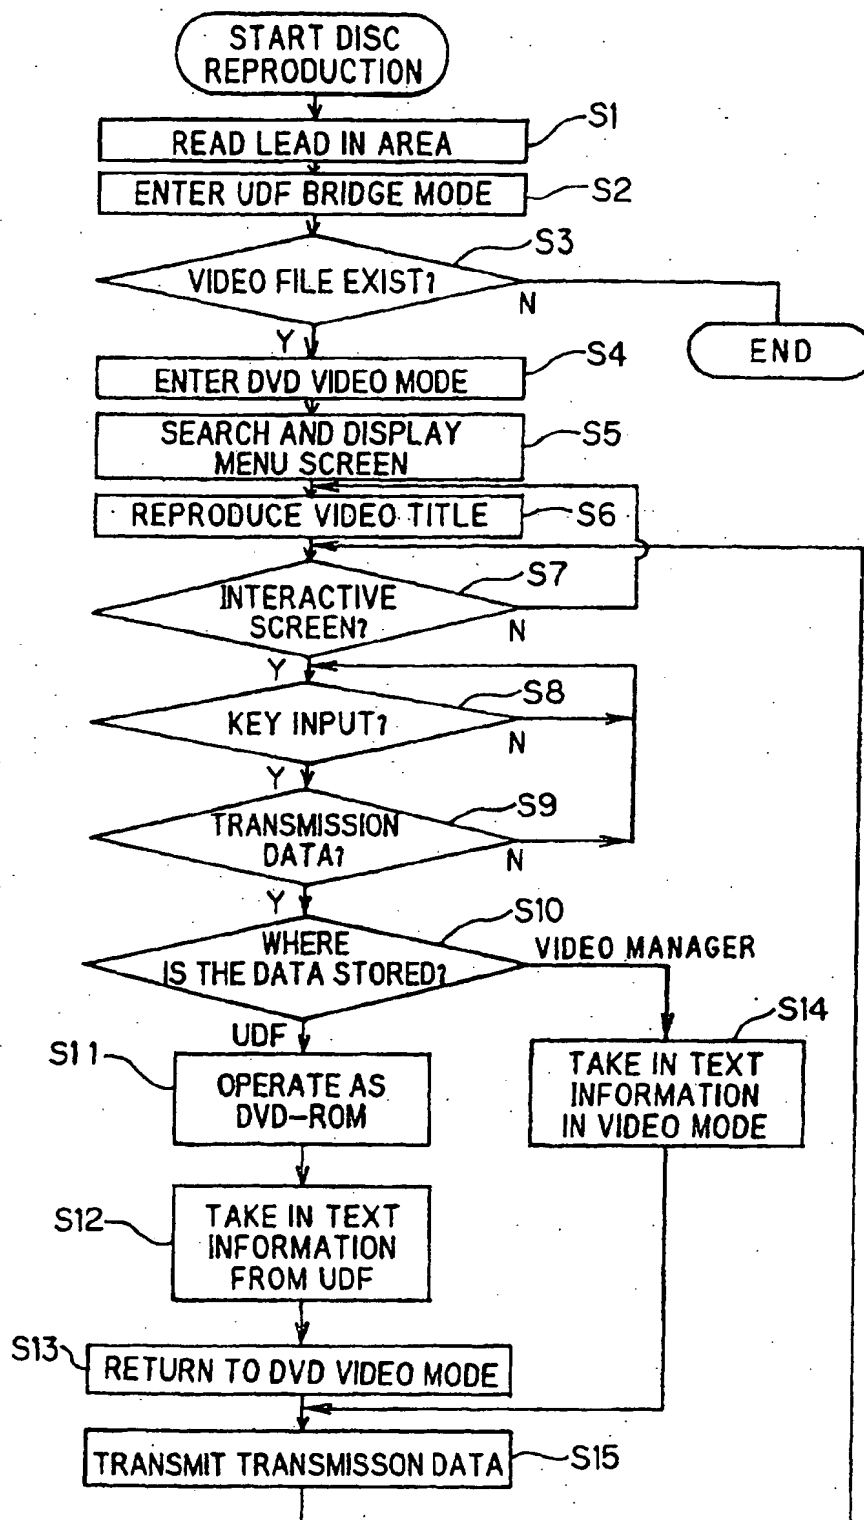 START DISC
REPRODUCTION
S1
READ LEAD IN AREA
ENTER UDF BRIDGE MODE
S2
S3
VIDEO FILE EXIST?
N
Y
END
S4
ENTER DVD VIDEO MODE
SEARCH AND DISPLAY
MENU SCREEN
S5
REPRODUCE VIDEO TITLE
S6
S7
INTERACTIVE
SCREEN?
N
Y
S8
KEY INPUT?
N
Y
S9
TRANSMISSION
DATA?
N
Y
S10
WHERE
IS THE DATA STORED?
VIDEO MANAGER
UDF
S11
OPERATE AS
DVD-ROM
S14
TAKE IN TEXT
INFORMATION
IN VIDEO MODE
S12
TAKE IN TEXT
INFORMATION
FROM UDF
S13
RETURN TO DVD VIDEO MODE
TRANSMIT TRANSMISSON DATA
S15